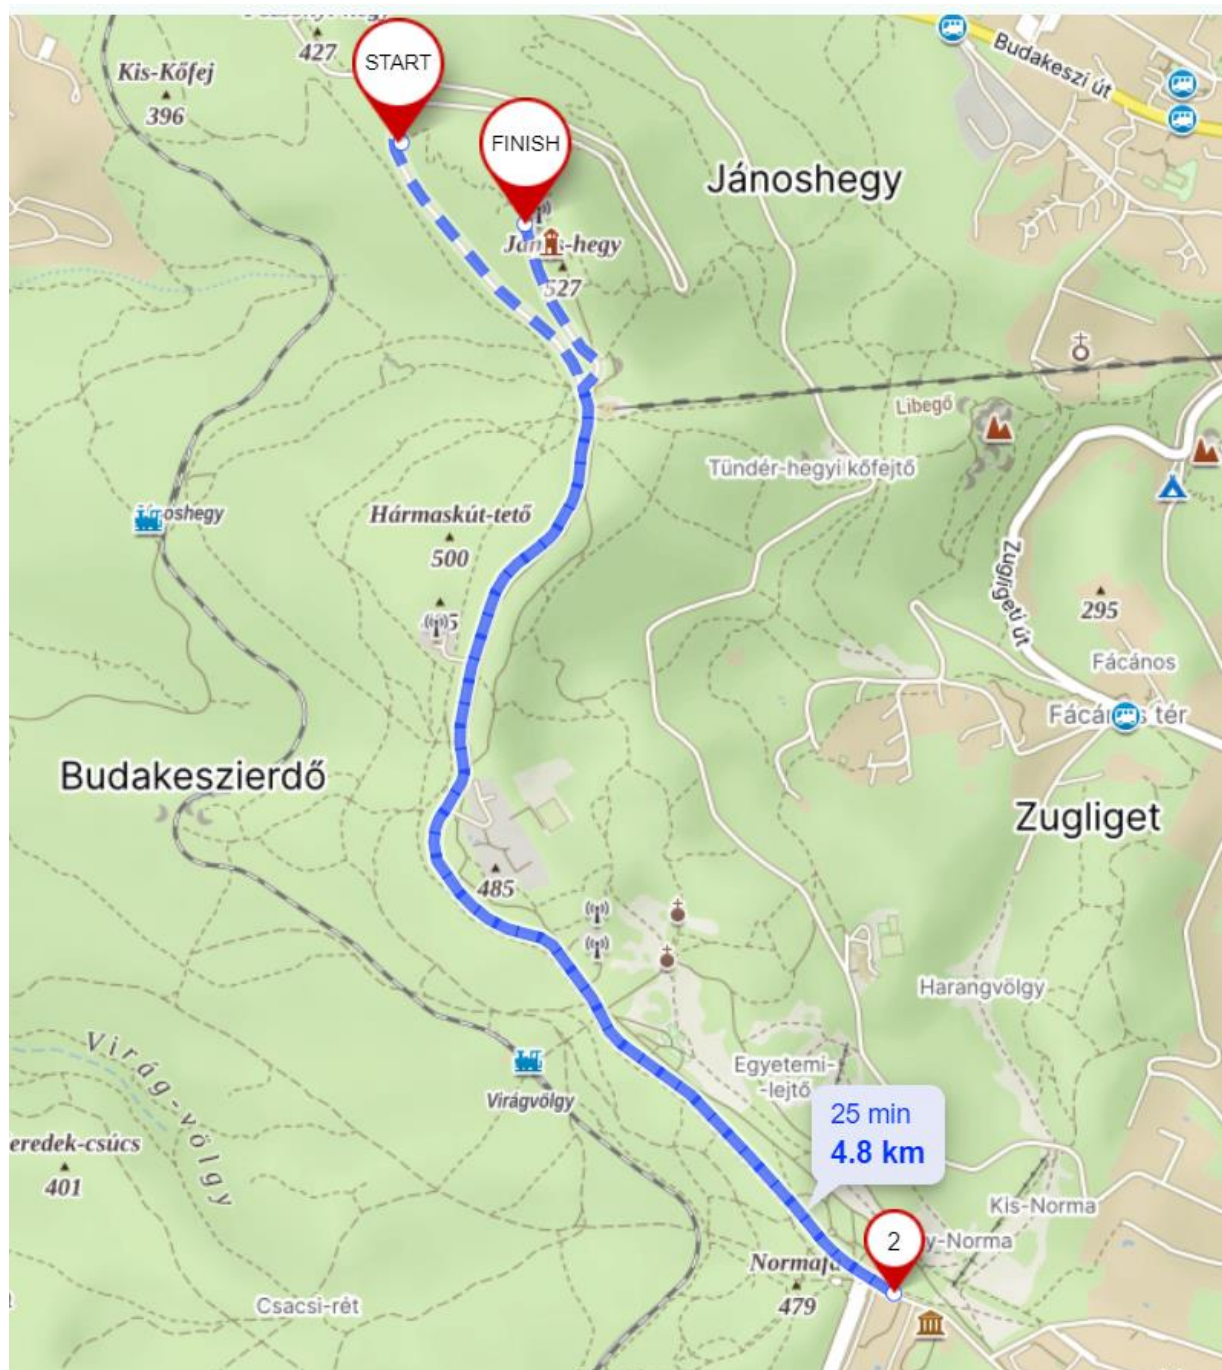 427
START
Kis-Kőfej
396
FINISH
Budakeszi út
Jánoshegy
527
Libegő
Tündér-hegyi kőfejtő
Hármaskút-tető
500
Zugligeti út
295
Fácános
Budakeszierdő
Zugliget
485
Harangvölgy
Virág-völgy
Virágvölgy
Egyetemi-
-lejtő
25 min
4.8 km
401
Kis-Norma
2
y-Norma
479
Csacsi-rét